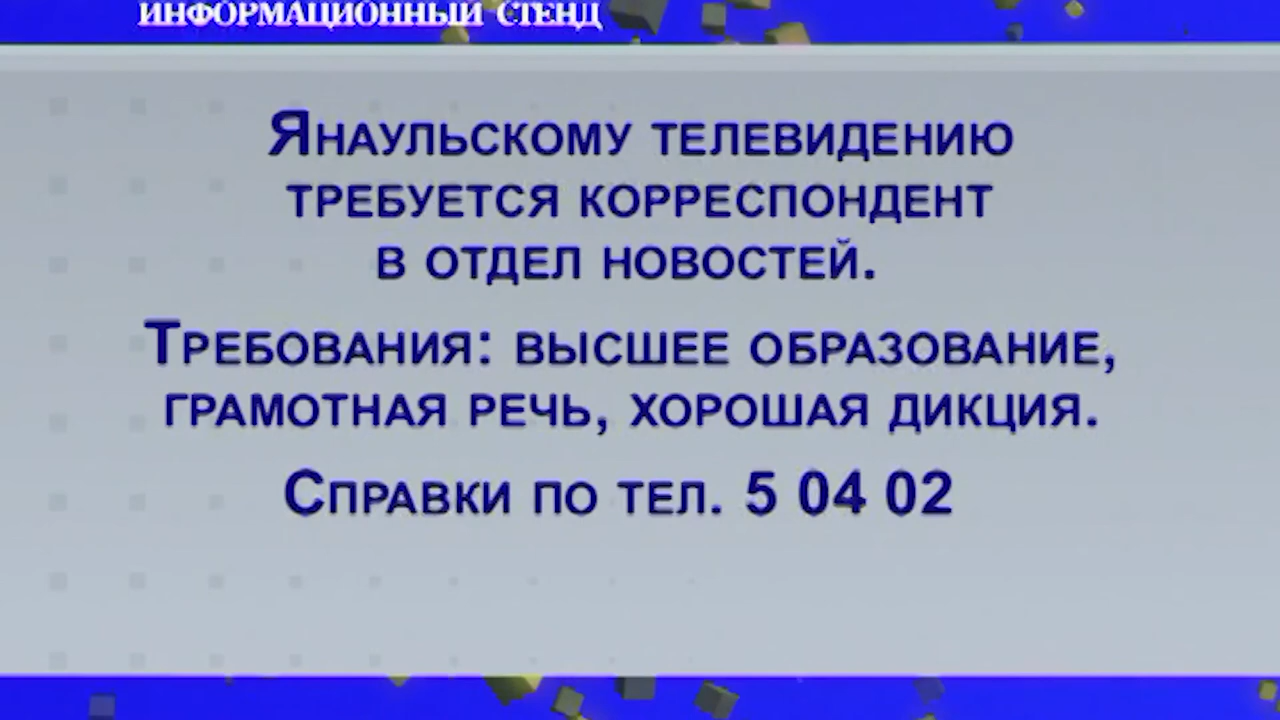 ИНФОРМАЦИОННЫЙ СТЕНД
Янаульскому телевидению
требуется корреспондент
в отдел новостей.
Требования: высшее образование,
грамотная речь, хорошая дикция.
Справки по тел. 5 04 02